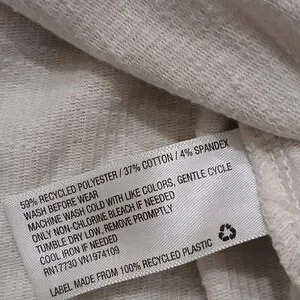 59% RECYCLED POLYESTER / 37% COTTON / 4% SPANDEX
WASH BEFORE WEAR
MACHINE WASH COLD WITH LIKE COLORS, GENTLE CYCLE
ONLY NON-CHLORINE BLEACH IF NEEDED
TUMBLE DRY LOW, REMOVE PROMPTLY
COOL IRON IF NEEDED
RN17730 VN1974109
LABEL MADE FROM 100% RECYCLED PLASTIC